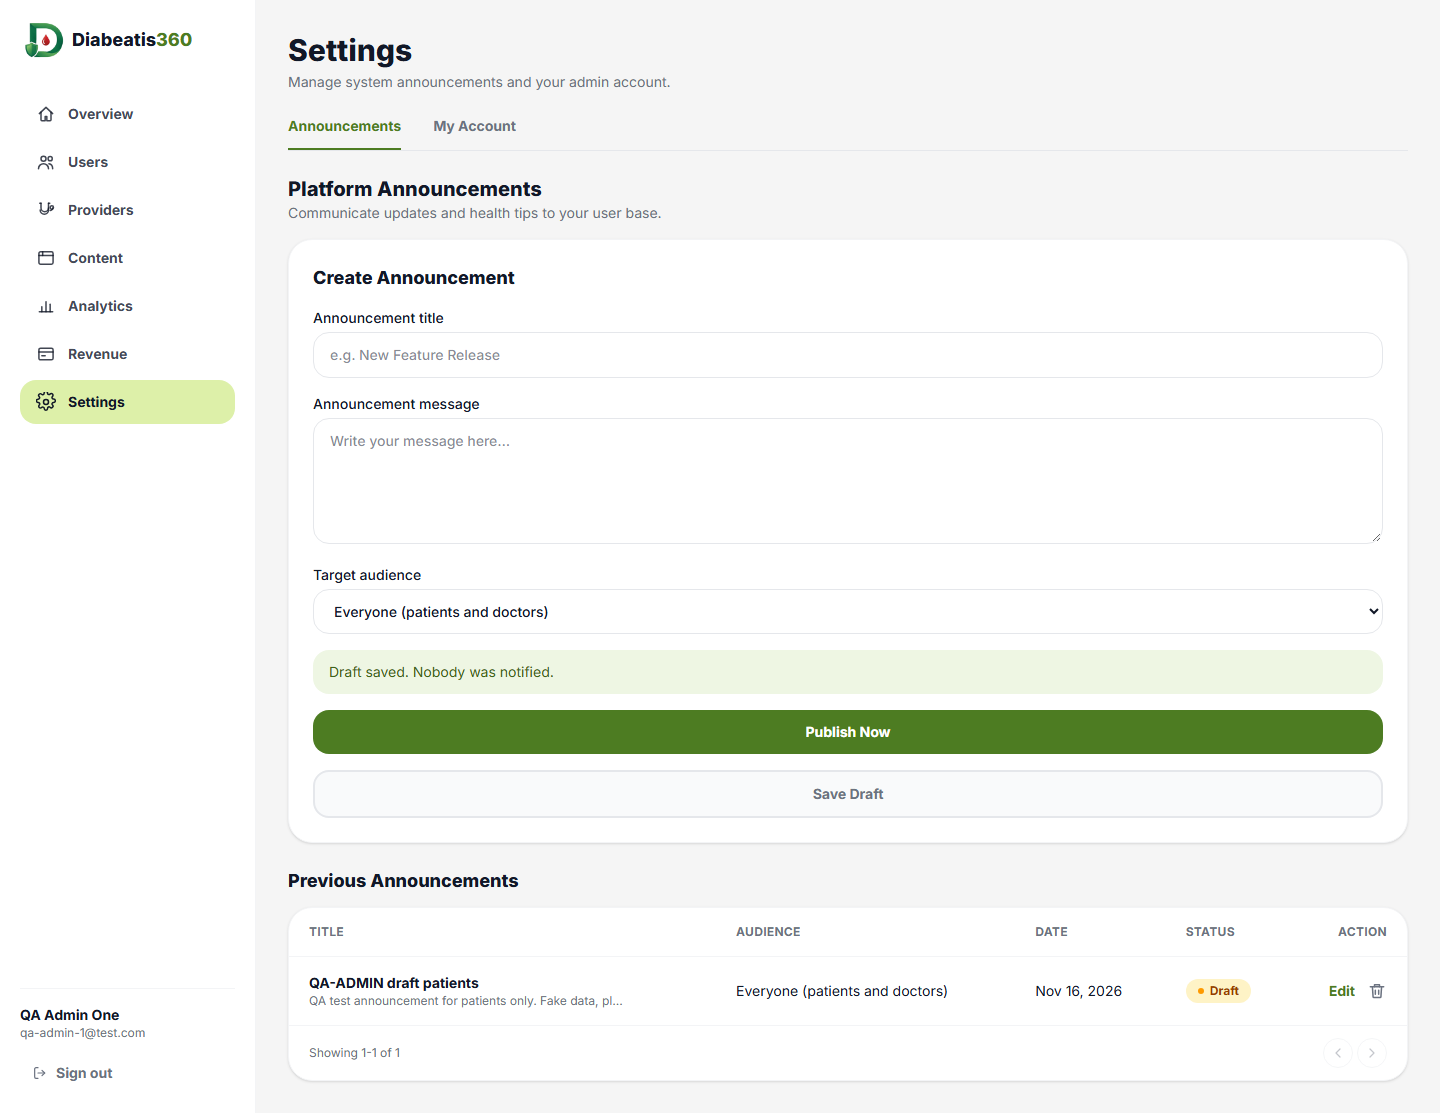 Diabeatis360
Overview
Users
Providers
Content
Analytics
Revenue
Settings
QA Admin One
qa-admin-1@test.com
Sign out
Settings
Manage system announcements and your admin account.
Announcements
My Account
Platform Announcements
Communicate updates and health tips to your user base.
Create Announcement
Announcement title
e.g. New Feature Release
Announcement message
Write your message here...
Target audience
Everyone (patients and doctors)
Draft saved. Nobody was notified.
Publish Now
Save Draft
Previous Announcements
TITLE AUDIENCE DATE STATUS ACTION
QA-ADMIN draft patients
QA test announcement for patients only. Fake data, pl...
Everyone (patients and doctors)
Nov 16, 2026
Draft
Edit
Showing 1-1 of 1